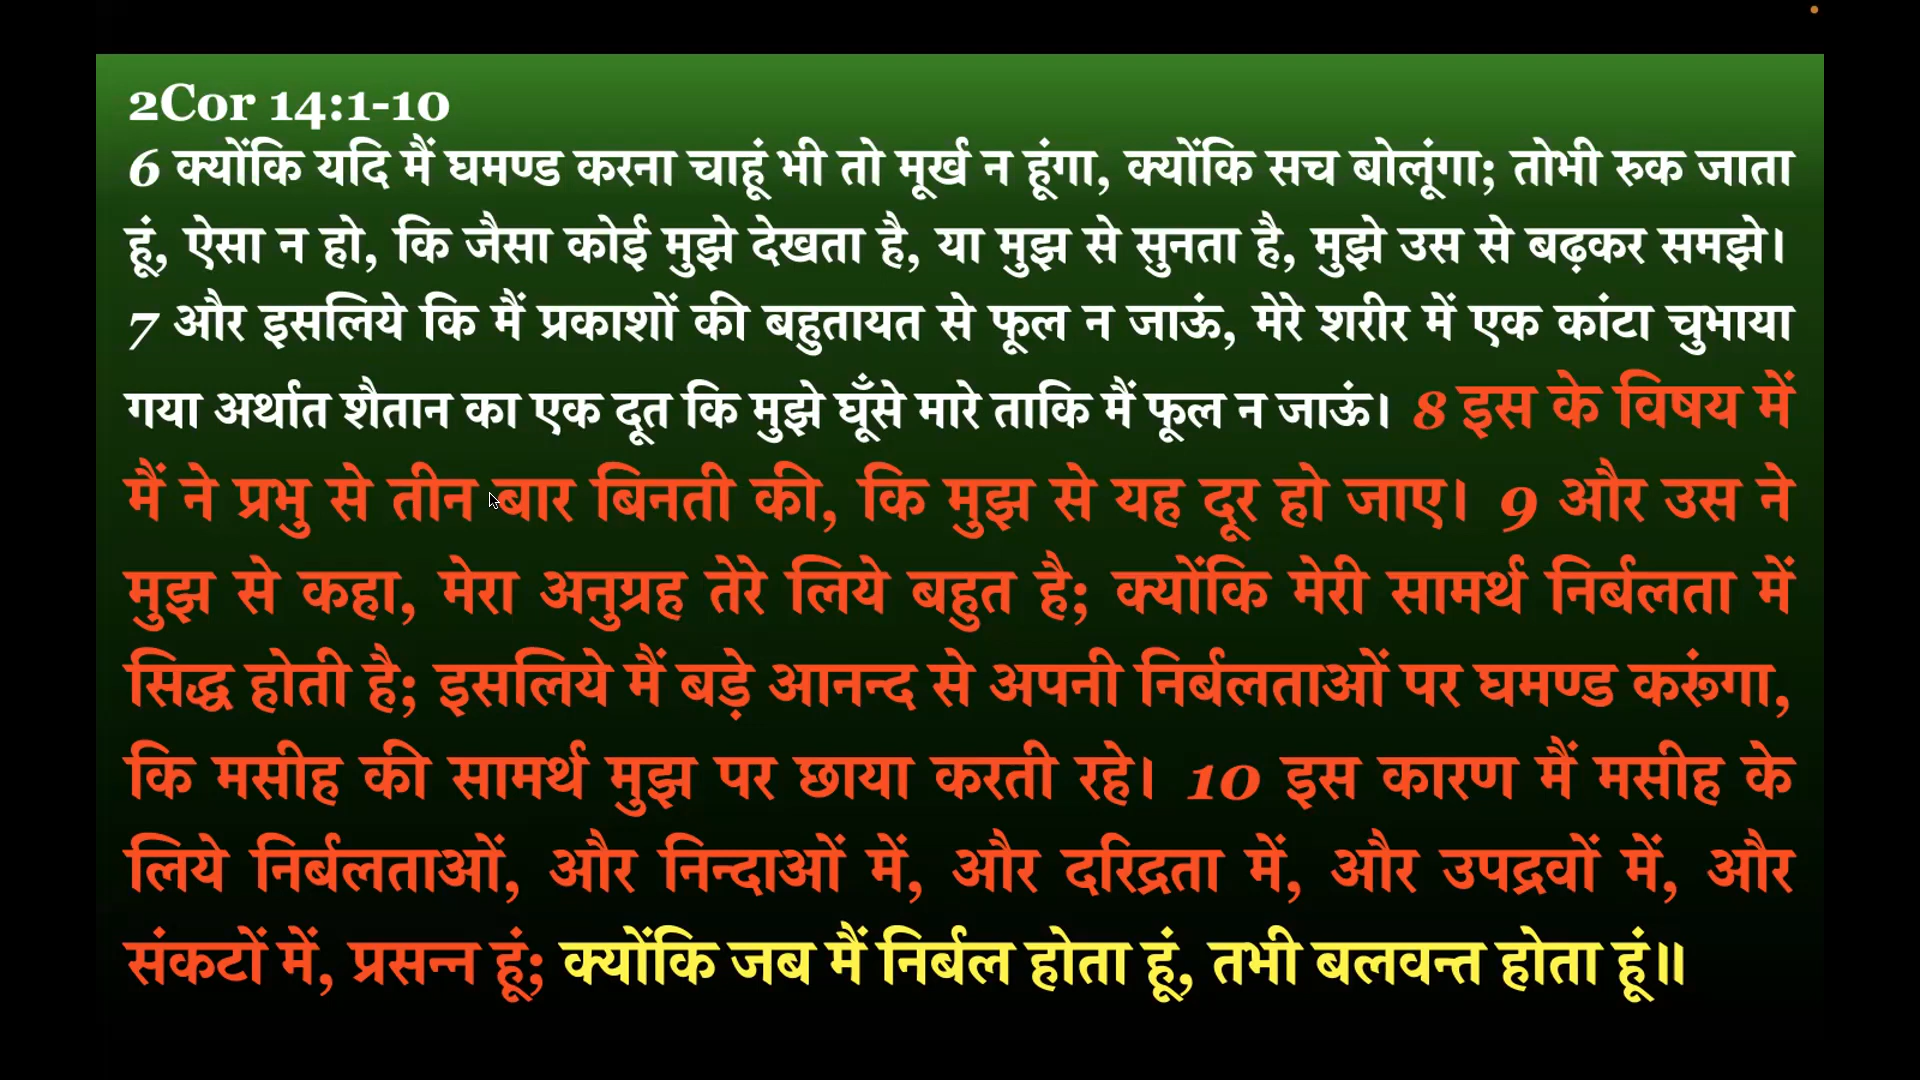 2Cor 14:1-10
6 क्योंकि यदि मैं घमण्ड करना चाहूं भी तो मूर्ख न हूंगा, क्योंकि सच बोलूंगा; तोभी रुक जाता
हूं, ऐसा न हो, कि जैसा कोई मुझे देखता है, या मुझ से सुनता है, मुझे उस से बढ़कर समझे।
7 और इसलिये कि मैं प्रकाशों की बहुतायत से फूल न जाऊं, मेरे शरीर में एक कांटा चुभाया
गया अर्थात शैतान का एक दूत कि मुझे घूँसे मारे ताकि मैं फूल न जाऊं। 8 इस के विषय में
मैं ने प्रभु से तीन बार बिनती की, कि मुझ से यह दूर हो जाए। 9 और उस ने
मुझ से कहा, मेरा अनुग्रह तेरे लिये बहुत है; क्योंकि मेरी सामर्थ निर्बलता में
सिद्ध होती है; इसलिये मैं बड़े आनन्द से अपनी निर्बलताओं पर घमण्ड करूंगा,
कि मसीह की सामर्थ मुझ पर छाया करती रहे। 10 इस कारण मैं मसीह के
लिये निर्बलताओं, और निन्दाओं में, और दरिद्रता में, और उपद्रवों में, और
संकटों में, प्रसन्न हूं; क्योंकि जब मैं निर्बल होता हूं, तभी बलवन्त होता हूं॥